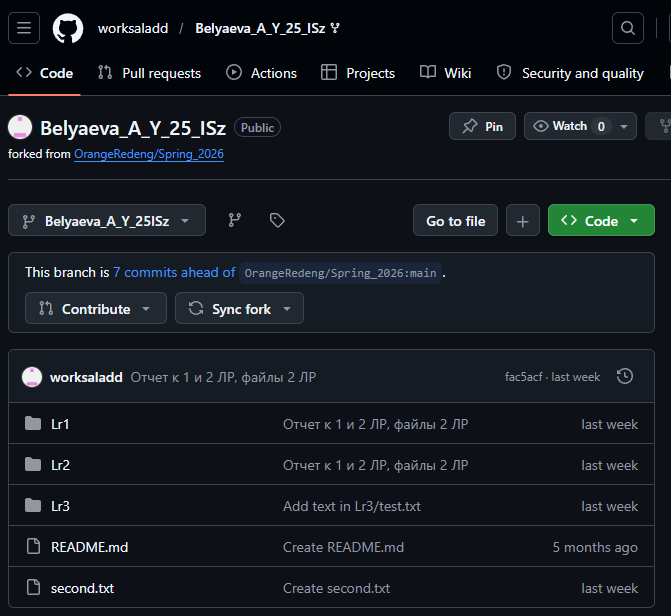 worksaladd / Belyaeva_A_Y_25_ISz
Code Pull requests Actions Projects Wiki Security and quality
Belyaeva_A_Y_25_ISz Public Pin Watch 0
forked from OrangeRedeng/Spring_2026
Belyaeva_A_Y_25ISz Go to file + Code
This branch is 7 commits ahead of OrangeRedeng/Spring_2026:main .
Contribute Sync fork
worksaladd Отчет к 1 и 2 ЛР, файлы 2 ЛР fac5acf · last week
Lr1 Отчет к 1 и 2 ЛР, файлы 2 ЛР last week
Lr2 Отчет к 1 и 2 ЛР, файлы 2 ЛР last week
Lr3 Add text in Lr3/test.txt last week
README.md Create README.md 5 months ago
second.txt Create second.txt last week